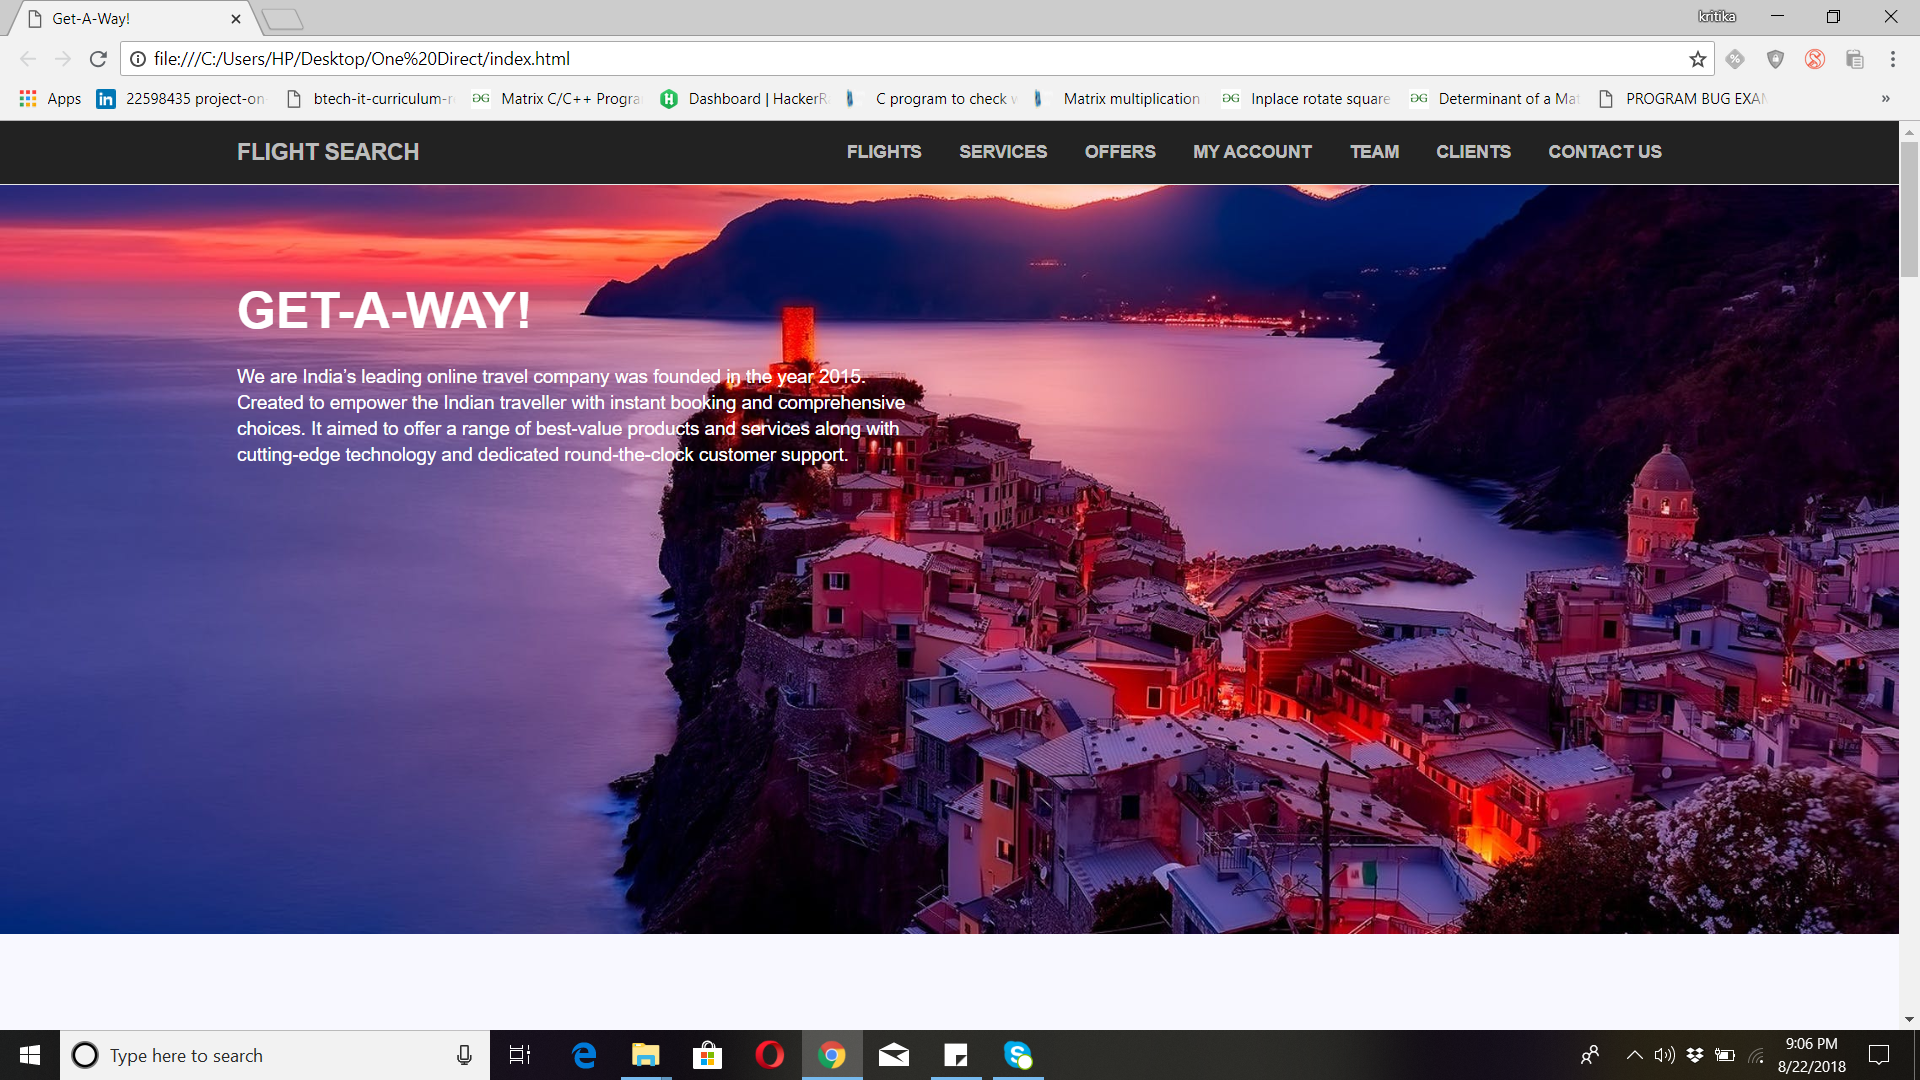 Get-A-Way!
kritika
file:///C:/Users/HP/Desktop/One%20Direct/index.html
Apps 22598435 project-on btech-it-curriculum- Matrix C/C++ Progra Dashboard | HackerR C program to check Matrix multiplication Inplace rotate square Determinant of a Mat PROGRAM BUG EXAM »
FLIGHT SEARCH FLIGHTS SERVICES OFFERS MY ACCOUNT TEAM CLIENTS CONTACT US
GET-A-WAY!
We are India’s leading online travel company was founded in the year 2015.
Created to empower the Indian traveller with instant booking and comprehensive
choices. It aimed to offer a range of best-value products and services along with
cutting-edge technology and dedicated round-the-clock customer support.
Type here to search
9:06 PM
8/22/2018